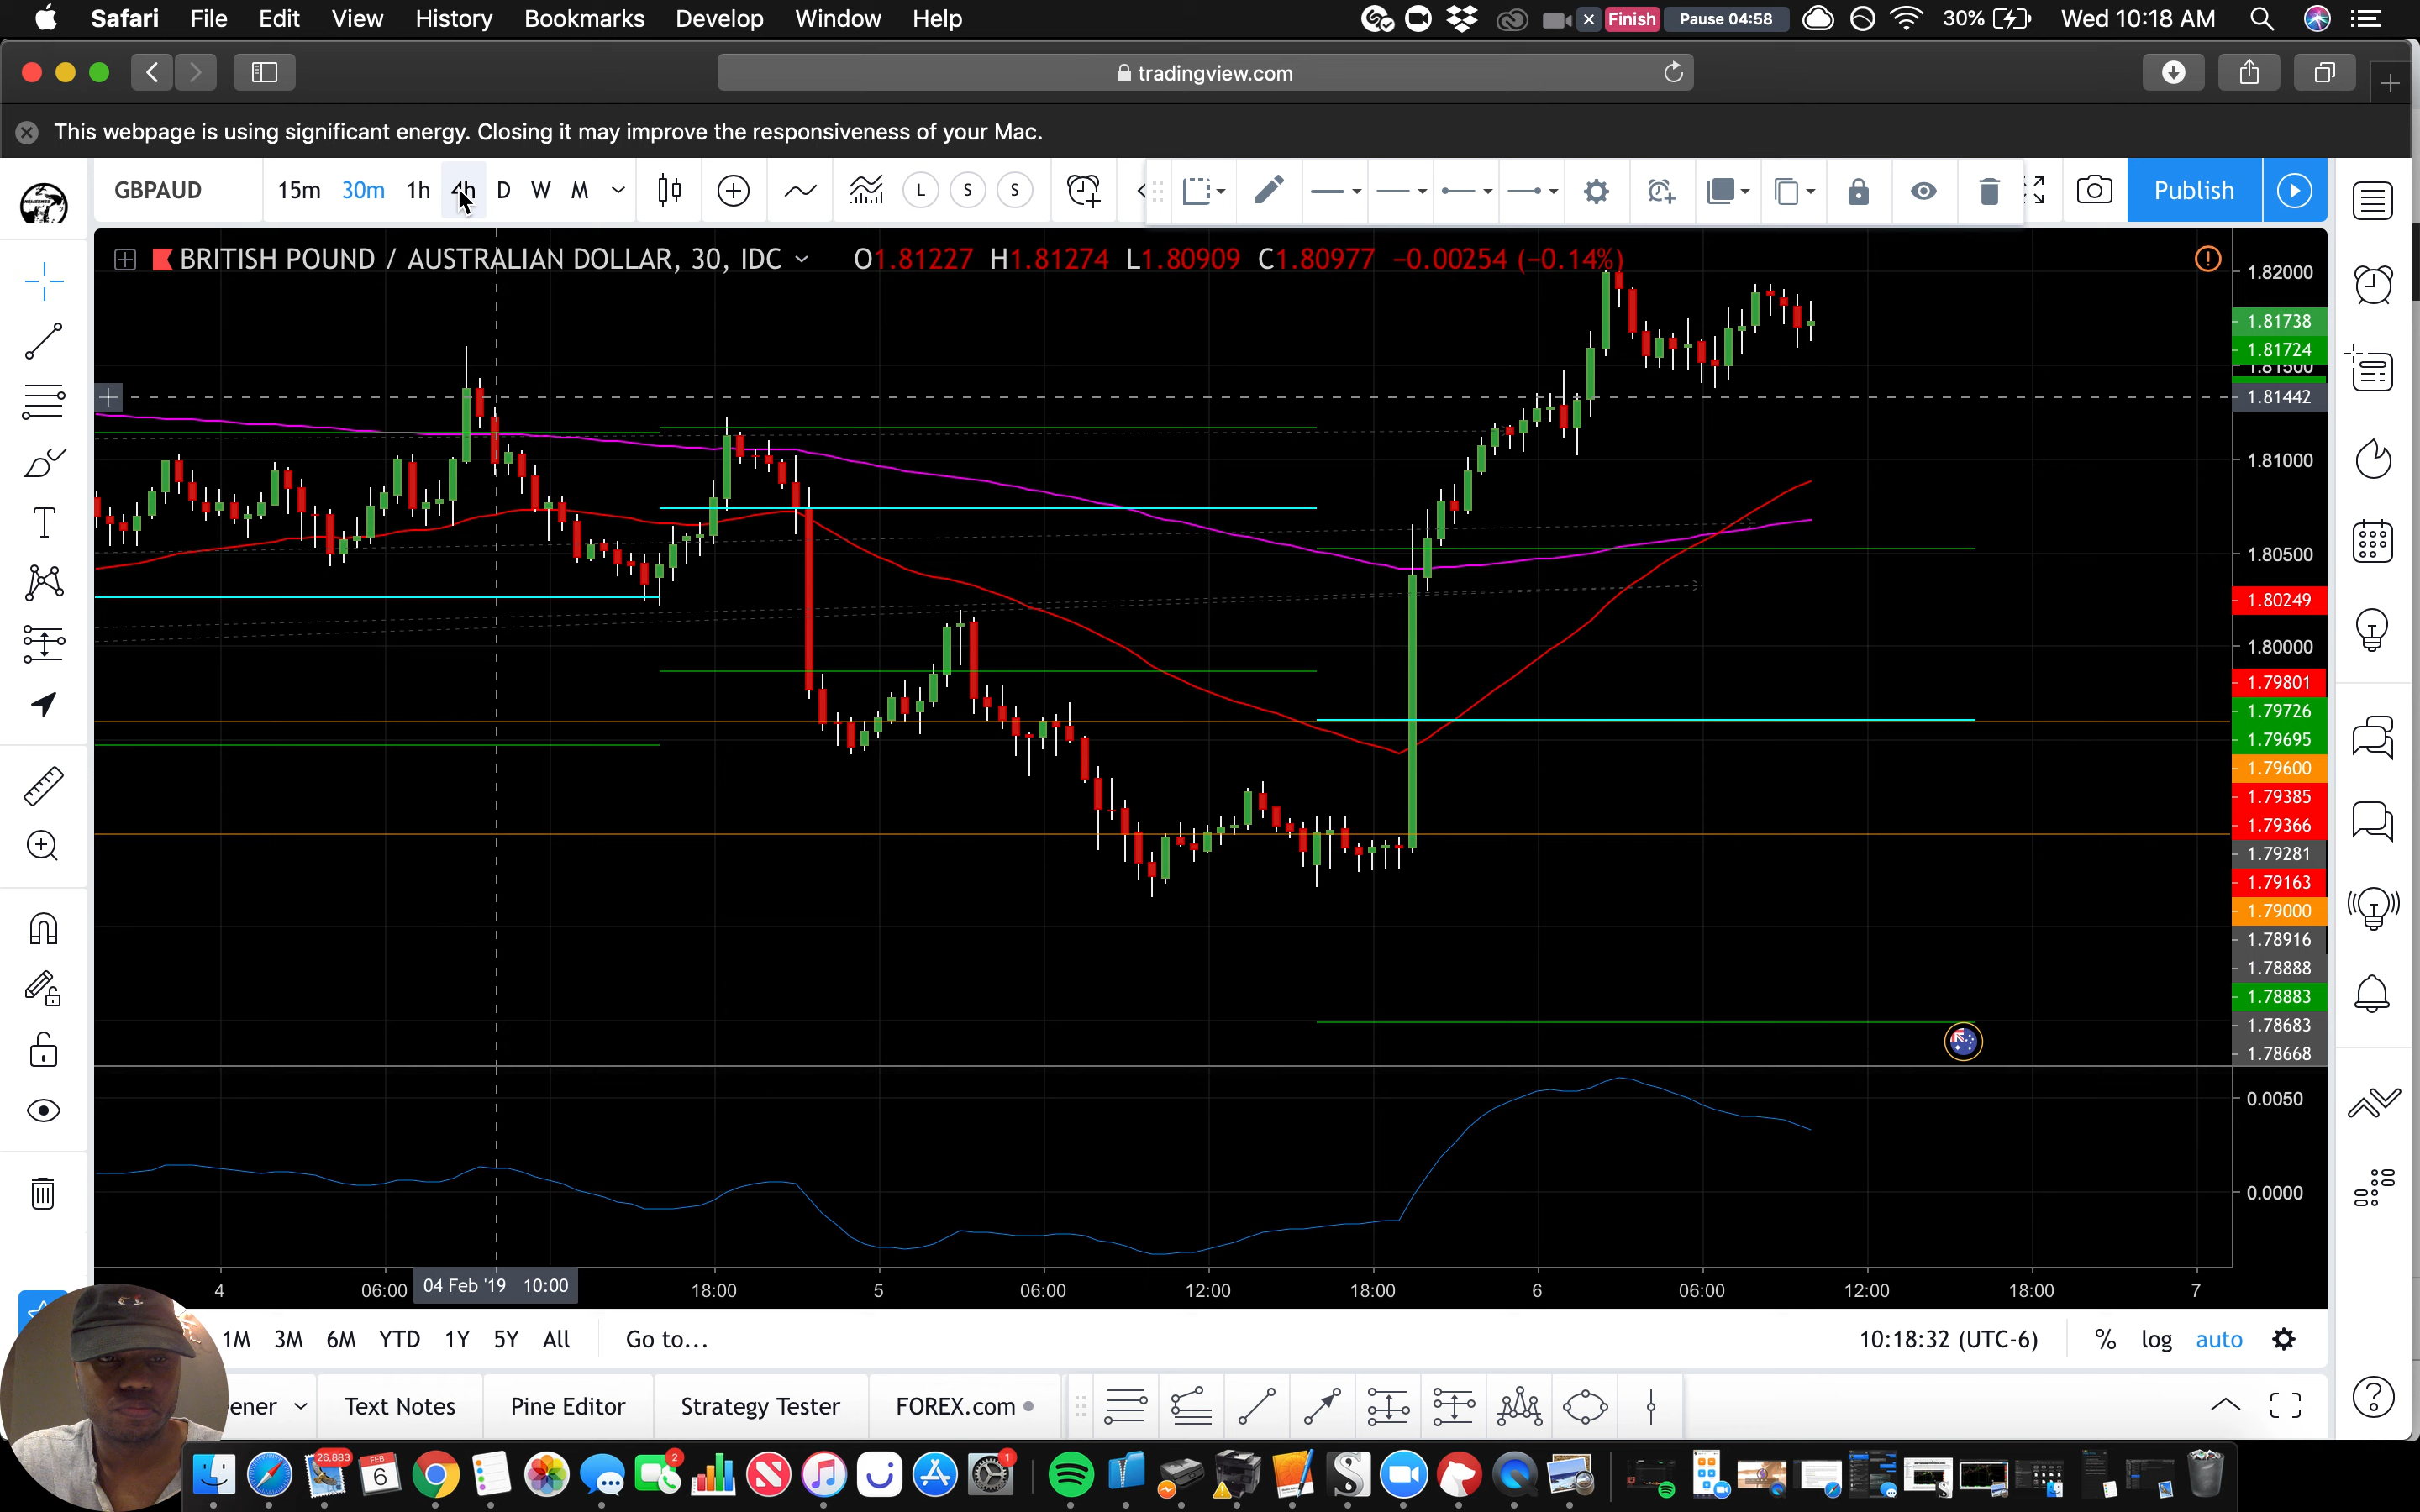 Safari File Edit View History Bookmarks Develop Window Help Finish Pause 04:58 30% Wed 10:18 AM
tradingview.com
This webpage is using significant energy. Closing it may improve the responsiveness of your Mac.
GBPAUD 15m 30m 1h 4h D W M L S S Publish
BRITISH POUND / AUSTRALIAN DOLLAR, 30, IDC O1.81227 H1.81274 L1.80909 C1.80977 −0.00254 (−0.14%)
1.82000
1.81738
1.81724
1.81500
1.81442
1.81000
1.80500
1.80249
1.80000
1.79801
1.79726
1.79695
1.79600
1.79385
1.79366
1.79281
1.79163
1.79000
1.78916
1.78888
1.78883
1.78683
1.78668
0.0050
0.0000
4 06:00 04 Feb '19 10:00 18:00 5 06:00 12:00 18:00 6 06:00 12:00 18:00 7
1M 3M 6M YTD 1Y 5Y All Go to... 10:18:32 (UTC-6) % log auto
ener Text Notes Pine Editor Strategy Tester FOREX.com
26,883 FEB 6 2 1